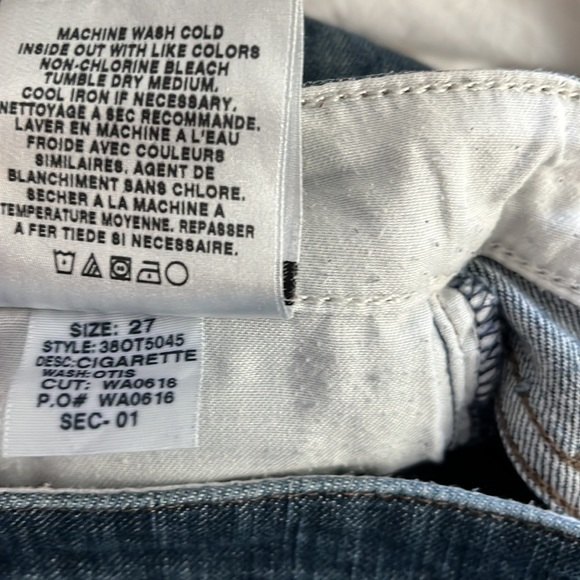 MACHINE WASH COLD
INSIDE OUT WITH LIKE COLORS
NON-CHLORINE BLEACH
TUMBLE DRY MEDIUM.
COOL IRON IF NECESSARY.
NETTOYAGE A SEC RECOMMANDE.
LAVER EN MACHINE A L'EAU
FROIDE AVEC COULEURS
SIMILAIRES. AGENT DE
BLANCHIMENT SANS CHLORE.
SECHER A LA MACHINE A
TEMPERATURE MOYENNE. REPASSER
A FER TIEDE SI NECESSAIRE.
SIZE: 27
STYLE: 38OT5045
DESC: CIGARETTE
WASH: OTIS
CUT: WA0616
P.O# WA0616
SEC- 01